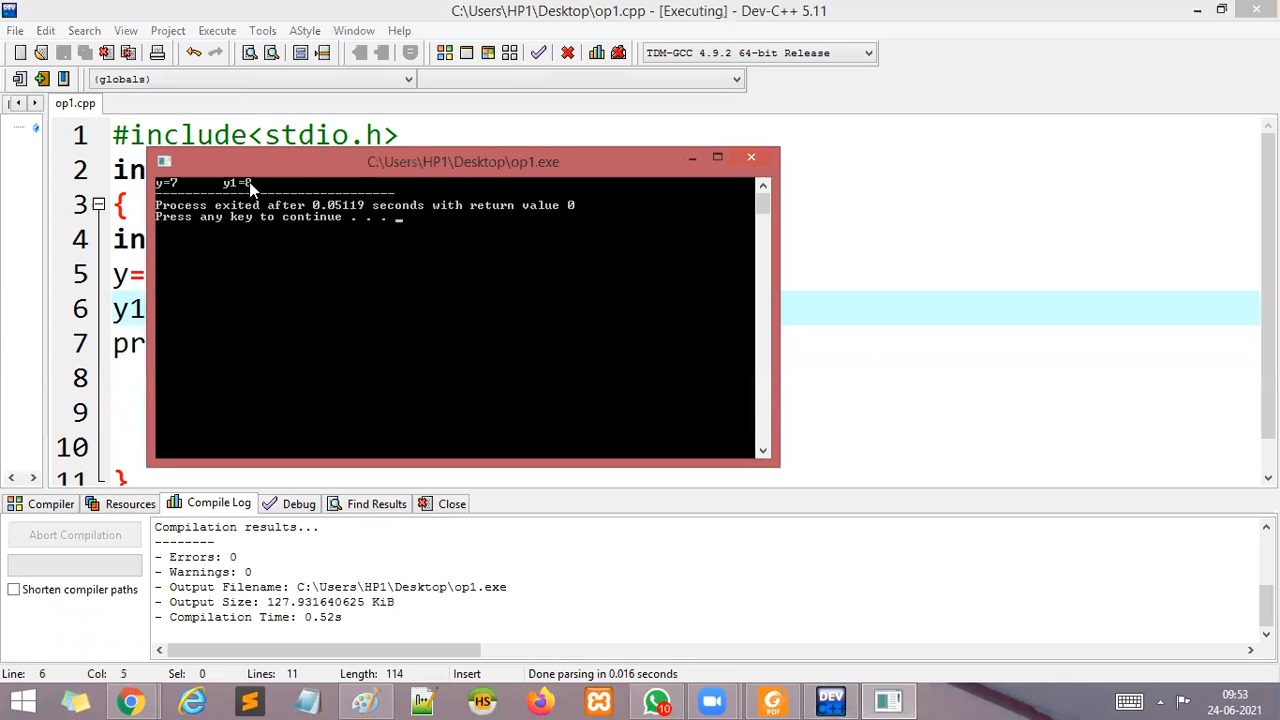 C:\Users\HP1\Desktop\op1.cpp - [Executing] - Dev-C++ 5.11
File Edit Search View Project Execute Tools AStyle Window Help
TDM-GCC 4.9.2 64-bit Release
(globals)
op1.cpp
1 #include<stdio.h>
2 in
3 {
4 in
5 y=
6 y1
7 pr
8
9
10
11 }
C:\Users\HP1\Desktop\op1.exe
y=7 y1=8
--------------------------------
Process exited after 0.05119 seconds with return value 0
Press any key to continue . . . _
Compiler Resources Compile Log Debug Find Results Close
Abort Compilation
Shorten compiler paths
Compilation results...
--------
- Errors: 0
- Warnings: 0
- Output Filename: C:\Users\HP1\Desktop\op1.exe
- Output Size: 127.931640625 KiB
- Compilation Time: 0.52s
Line: 6 Col: 5 Sel: 0 Lines: 11 Length: 114 Insert Done parsing in 0.016 seconds
HS
10
PDF
DEV
09:53
24-06-2021